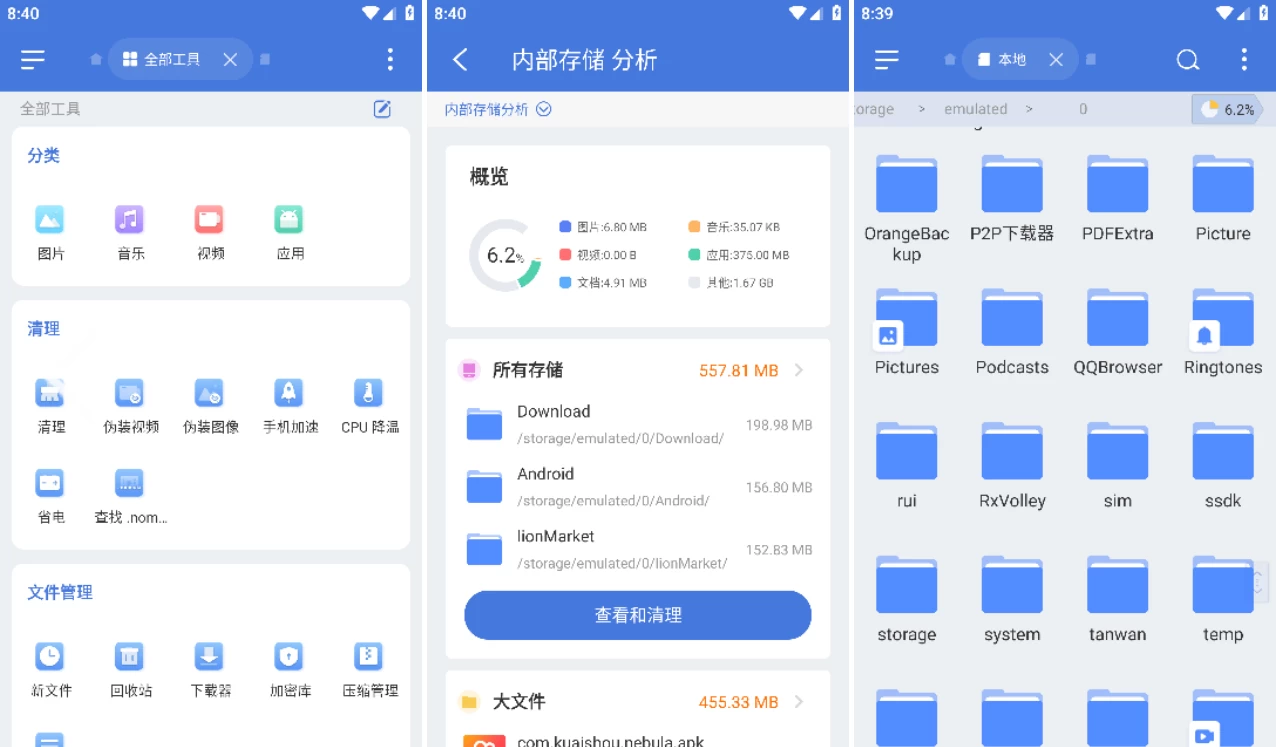 8:40
全部工具
全部工具
分类
图片
音乐
视频
应用
清理
清理
伪装视频
伪装图像
手机加速
CPU 降温
省电
查找 .nom...
文件管理
新文件
回收站
下载器
加密库
压缩管理
8:40
内部存储 分析
内部存储分析
概览
6.2%
图片:6.80 MB
音乐:35.07 KB
视频:0.00 B
应用:375.00 MB
文档:4.91 MB
其他:1.67 GB
所有存储
557.81 MB
Download
/storage/emulated/0/Download/
198.98 MB
Android
/storage/emulated/0/Android/
156.80 MB
lionMarket
/storage/emulated/0/lionMarket/
152.83 MB
查看和清理
大文件
455.33 MB
com.kuaishou.nebula.apk
8:39
本地
orage > emulated > 0
6.2%
OrangeBac
kup
P2P下载器
PDFExtra
Picture
Pictures
Podcasts
QQBrowser
Ringtones
rui
RxVolley
sim
ssdk
storage
system
tanwan
temp